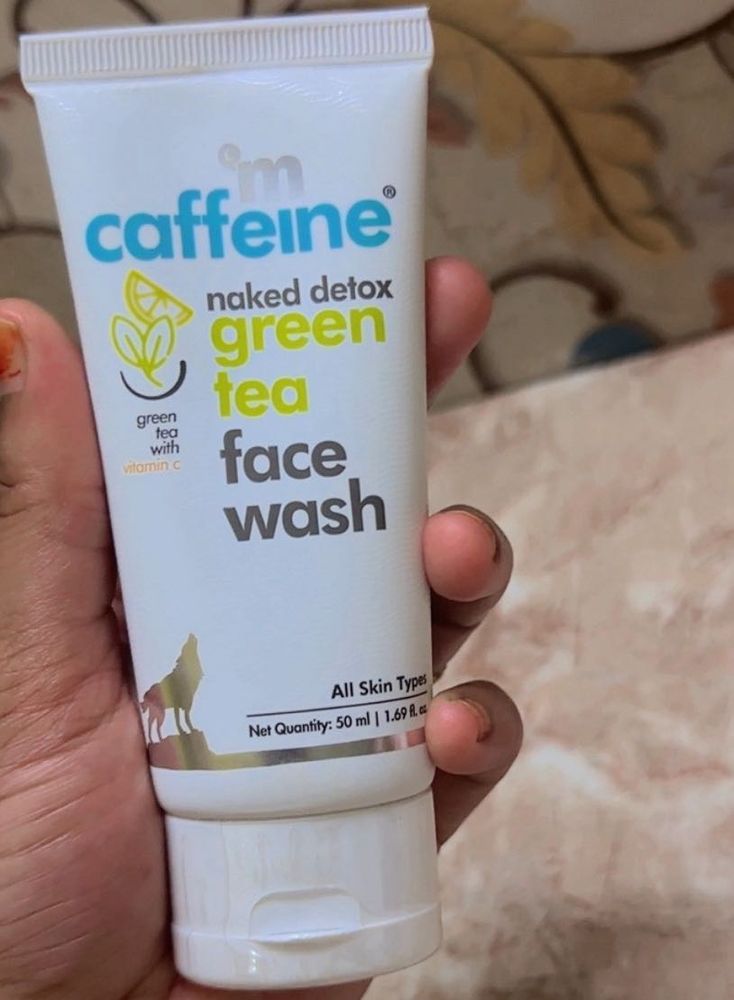 m
caffeine®
naked detox
green
tea
face
wash
green
tea
with
vitamin c
All Skin Types
Net Quantity: 50 ml | 1.69 fl. oz